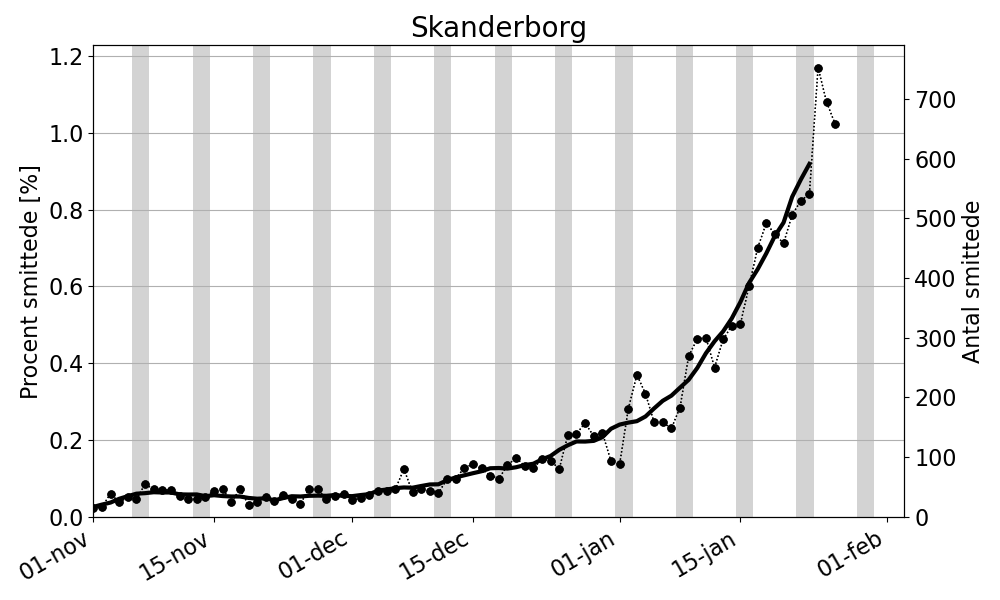 Skanderborg
Procent smittede [%]
1.2
1.0
0.8
0.6
0.4
0.2
0.0
700
600
500
400
300
200
100
0
Antal smittede
01-nov
15-nov
01-dec
15-dec
01-jan
15-jan
01-feb